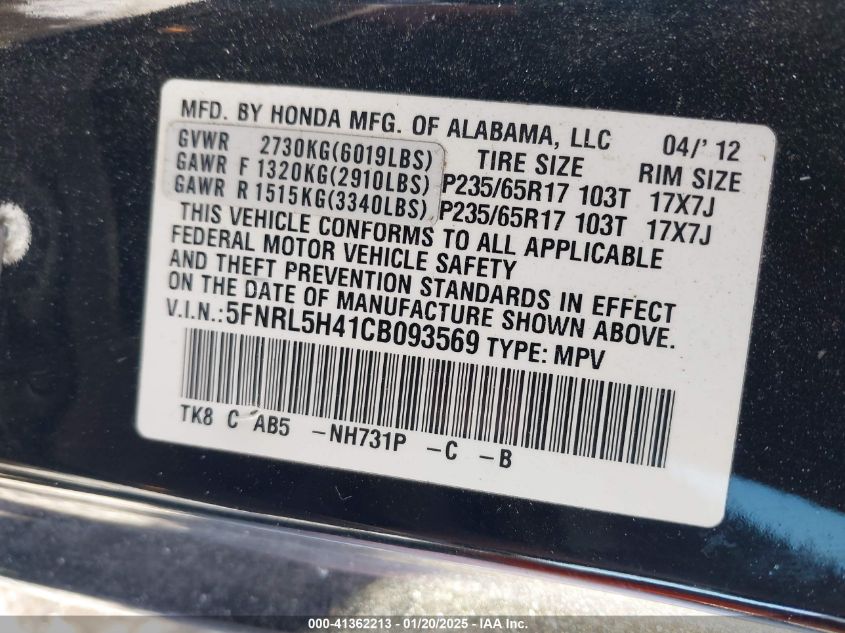 MFD. BY HONDA MFG. OF ALABAMA, LLC 04/'12
GVWR 2730KG(6019LBS) TIRE SIZE RIM SIZE
GAWR F 1320KG(2910LBS) P235/65R17 103T 17X7J
GAWR R 1515KG(3340LBS) P235/65R17 103T 17X7J
THIS VEHICLE CONFORMS TO ALL APPLICABLE
FEDERAL MOTOR VEHICLE SAFETY
AND THEFT PREVENTION STANDARDS IN EFFECT
ON THE DATE OF MANUFACTURE SHOWN ABOVE.
V.I.N.:5FNRL5H41CB093569 TYPE: MPV
TK8 C AB5 -NH731P -C -B
000-41362213 - 01/20/2025 - IAA Inc.